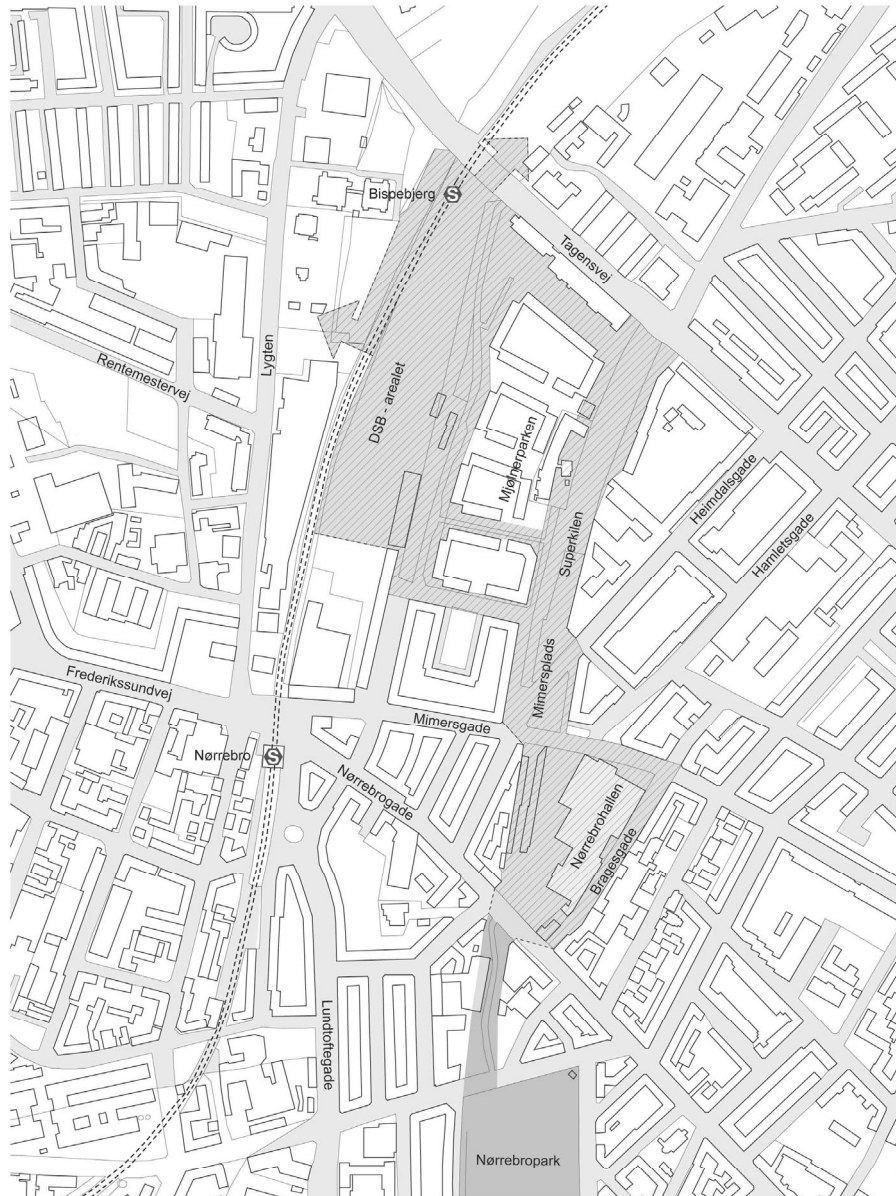 Bispebjerg S
Tagensvej
Lygten
Rentemestervej
DSB - arealet
Mjølnerparken
Heimdalsgade
Superkilen
Hamletsgade
Mimersplads
Frederikssundvej
Mimersgade
Nørrebro S
Nørrebrogade
Nørrebrohallen
Bragesgade
Lundtoftegade
Nørrebropark